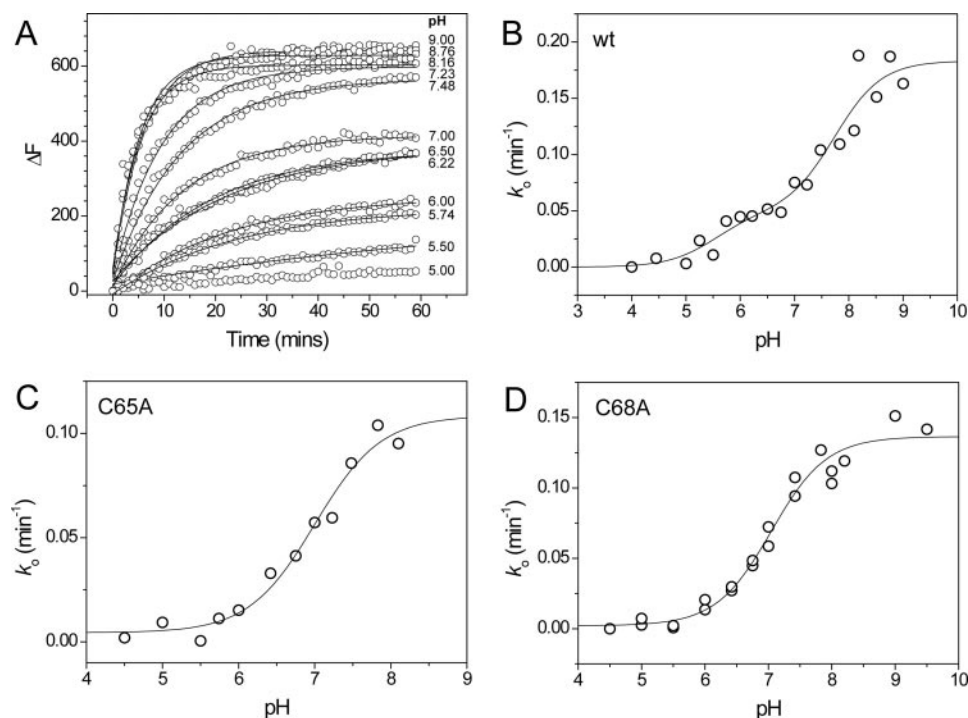 A
pH
9.00
8.76
8.16
7.23
7.48
7.00
6.50
6.22
6.00
5.74
5.50
5.00
600
400
200
0
ΔF
0 10 20 30 40 50 60
Time (mins)
B
wt
0.20
0.15
0.10
0.05
0.00
kₒ (min⁻¹)
3 4 5 6 7 8 9 10
pH
C
C65A
0.10
0.05
0.00
kₒ (min⁻¹)
4 5 6 7 8 9
pH
D
C68A
0.15
0.10
0.05
0.00
kₒ (min⁻¹)
4 5 6 7 8 9 10
pH